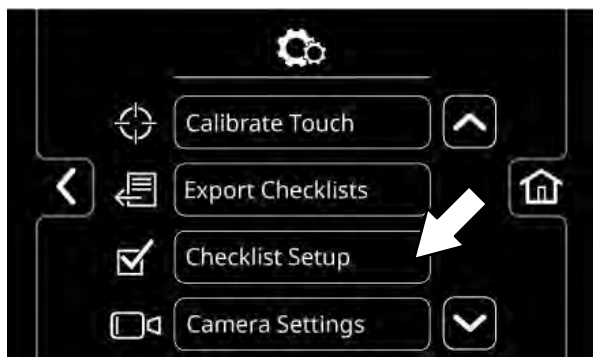 Calibrate Touch
Export Checklists
Checklist Setup
Camera Settings